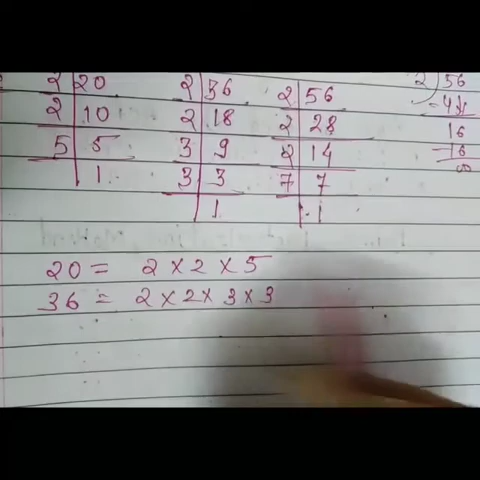 2 | 20
2 | 10
5 | 5
1
2 | 36
2 | 18
3 | 9
3 | 3
1
2 | 56
2 | 28
2 | 14
7 | 7
1
2) 56
16
- 16
20 = 2 × 2 × 5
36 = 2 × 2 × 3 × 3